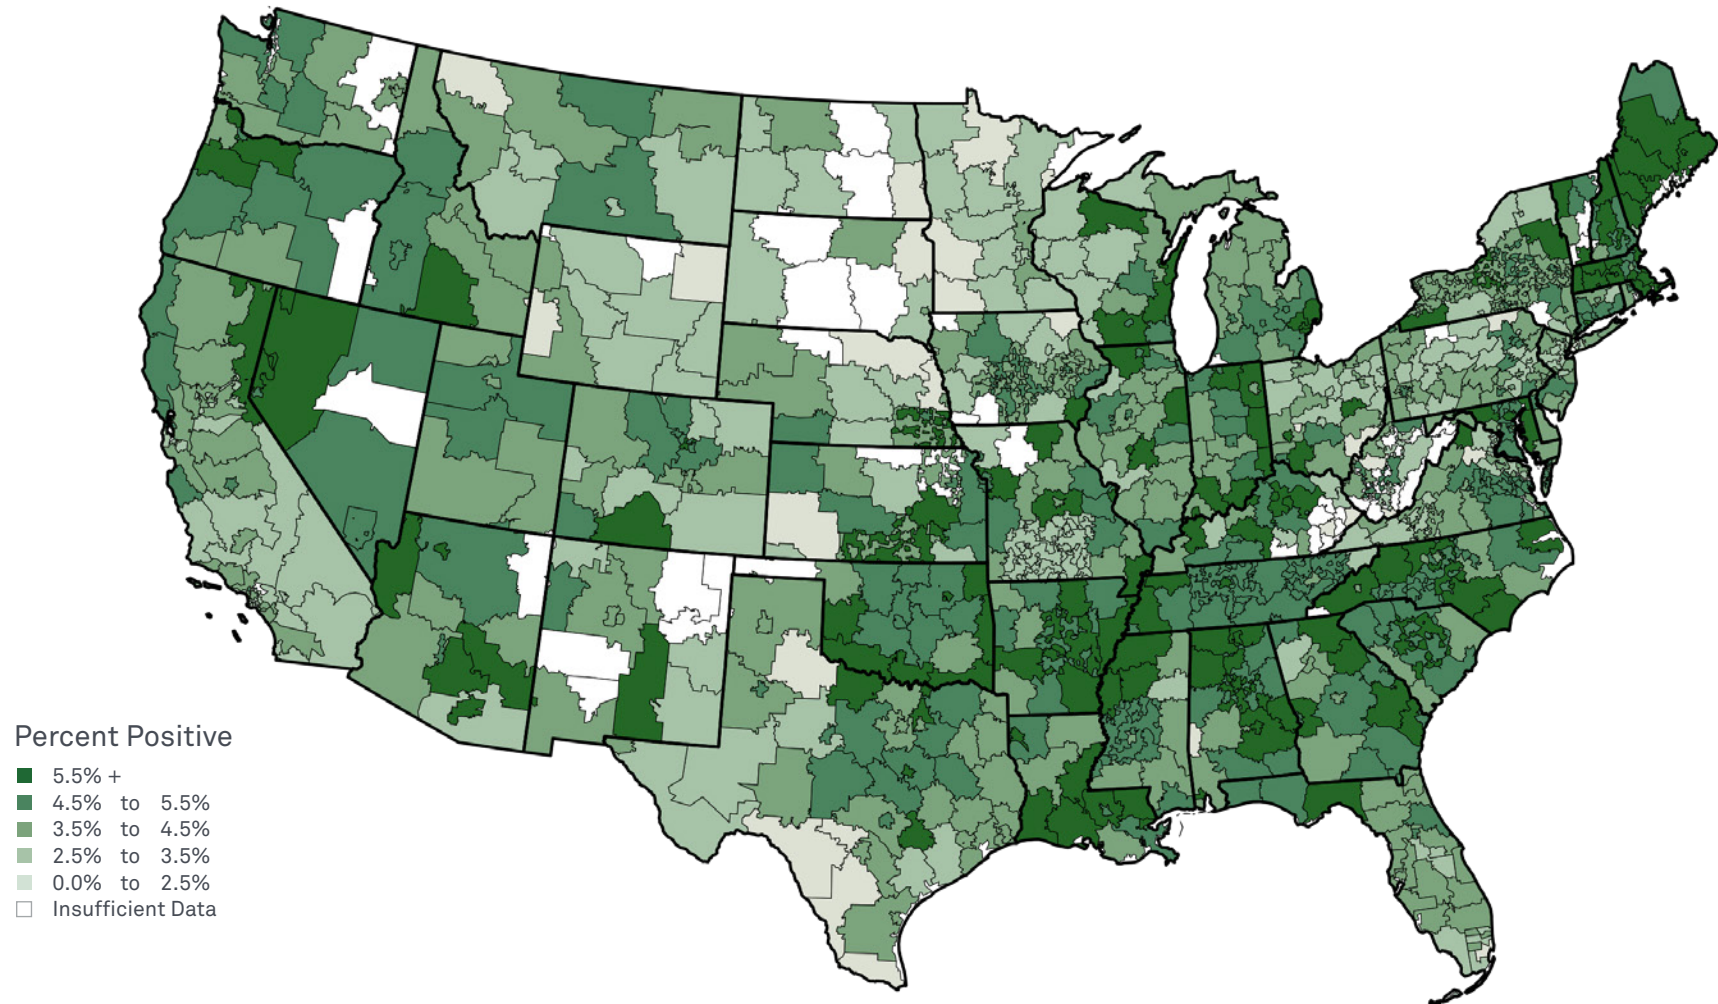 Percent Positive
5.5% +
4.5% to 5.5%
3.5% to 4.5%
2.5% to 3.5%
0.0% to 2.5%
Insufficient Data